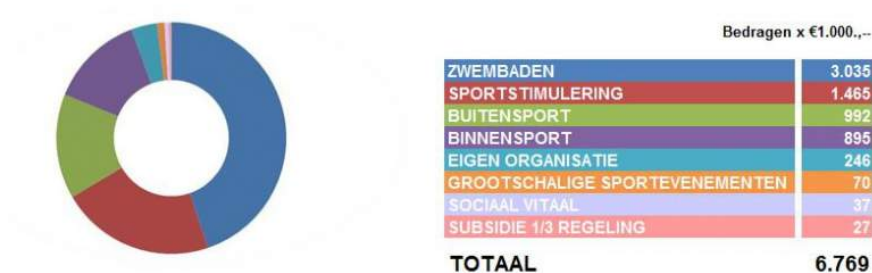 Bedragen x €1.000.,--
ZWEMBADEN 3.035
SPORTSTIMULERING 1.465
BUITENSPORT 992
BINNENSPORT 895
EIGEN ORGANISATIE 246
GROOTSCHALIGE SPORTEVENEMENTEN 70
SOCIAAL VITAAL 37
SUBSIDIE 1/3 REGELING 27
TOTAAL 6.769